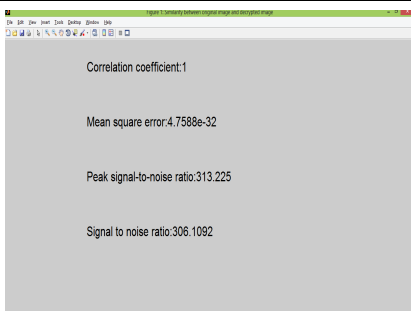 Figure 1: Similarity between original image and decrypted image
File Edit View Insert Tools Desktop Window Help
Correlation coefficient:1
Mean square error:4.7588e-32
Peak signal-to-noise ratio:313.225
Signal to noise ratio:306.1092